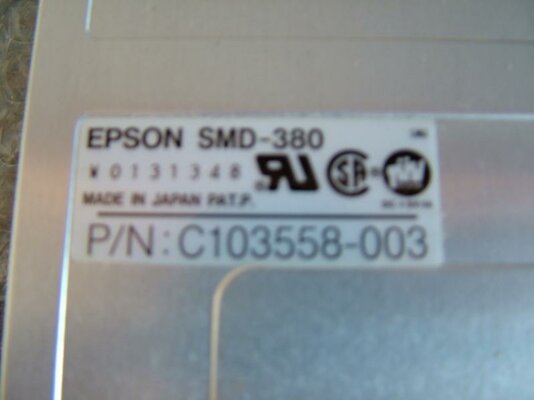 EPSON SMD-380
W0131348
MADE IN JAPAN PAT.P.
P/N: C103558-003